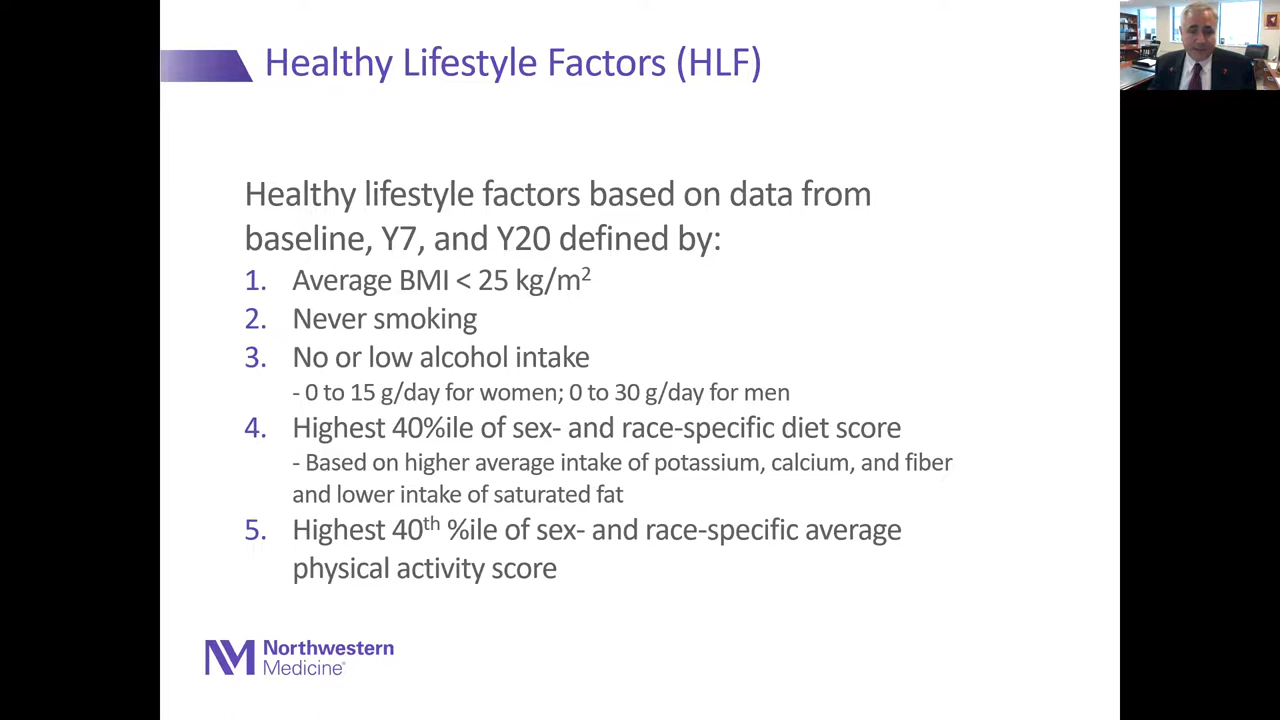 Healthy Lifestyle Factors (HLF)
Healthy lifestyle factors based on data from
baseline, Y7, and Y20 defined by:
1. Average BMI < 25 kg/m²
2. Never smoking
3. No or low alcohol intake
- 0 to 15 g/day for women; 0 to 30 g/day for men
4. Highest 40%ile of sex- and race-specific diet score
- Based on higher average intake of potassium, calcium, and fiber
and lower intake of saturated fat
5. Highest 40th %ile of sex- and race-specific average
physical activity score
NM Northwestern
Medicine®